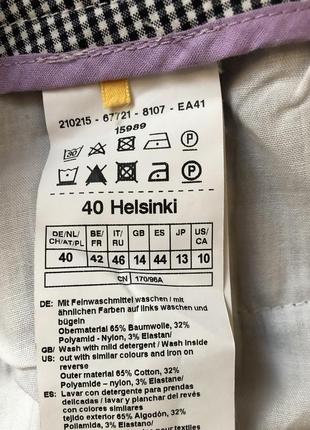 210215 - 67721 - 8107 - EA41
15989
30 P
P
40 Helsinki
DE/NL/ BE/ IT/ GB ES JP US/
CH/AT/PL FR RU CA
40 42 46 14 44 13 10
CN 170/96A
DE: Mit Feinwaschmittel waschen / mit
ähnlichen Farben auf links waschen und
bügeln
Obermaterial 65% Baumwolle, 32%
Polyamid - Nylon, 3% Elastan/
GB/ Wash with mild detergent / Wash inside
US: out with similar colours and iron on
reverse
Outer material 65% Cotton, 32%
Polyamide – nylon, 3% Elastane/
ES: Lavar con detergente para prendas
delicadas / lavar y planchar del revés
con colores similares
tejido exterior 65% Algodón, 32%